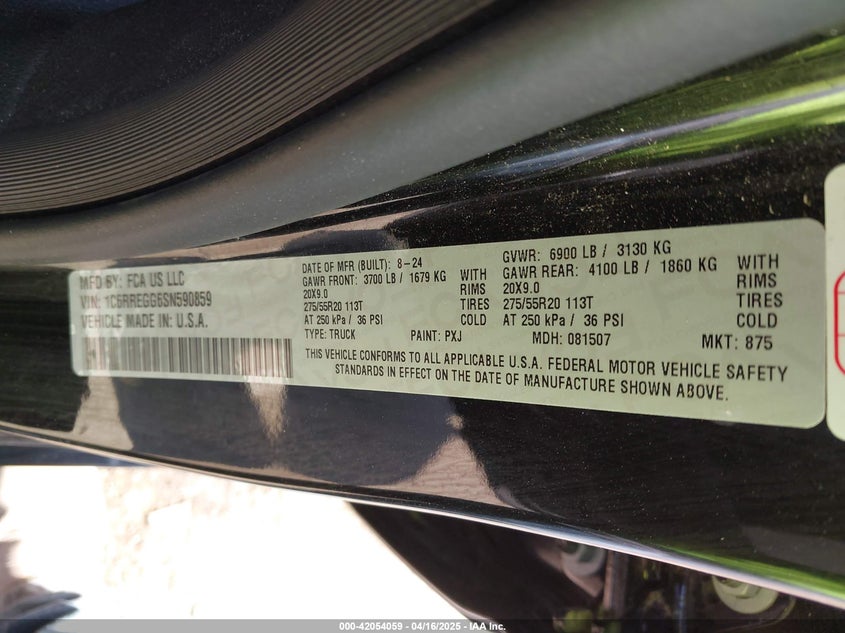 MFD BY: FCA US LLC
VIN: 1C6RREGG6SN590859
VEHICLE MADE IN: U.S.A.
DATE OF MFR (BUILT): 8-24
GAWR FRONT: 3700 LB / 1679 KG WITH
20X9.0 RIMS
275/55R20 113T TIRES
AT 250 kPa / 36 PSI COLD
TYPE: TRUCK PAINT: PXJ
GVWR: 6900 LB / 3130 KG
GAWR REAR: 4100 LB / 1860 KG WITH
20X9.0 RIMS
275/55R20 113T TIRES
AT 250 kPa / 36 PSI COLD
MDH: 081507 MKT: 875
THIS VEHICLE CONFORMS TO ALL APPLICABLE U.S.A. FEDERAL MOTOR VEHICLE SAFETY
STANDARDS IN EFFECT ON THE DATE OF MANUFACTURE SHOWN ABOVE.
000-42054059 - 04/16/2025 - IAA Inc.